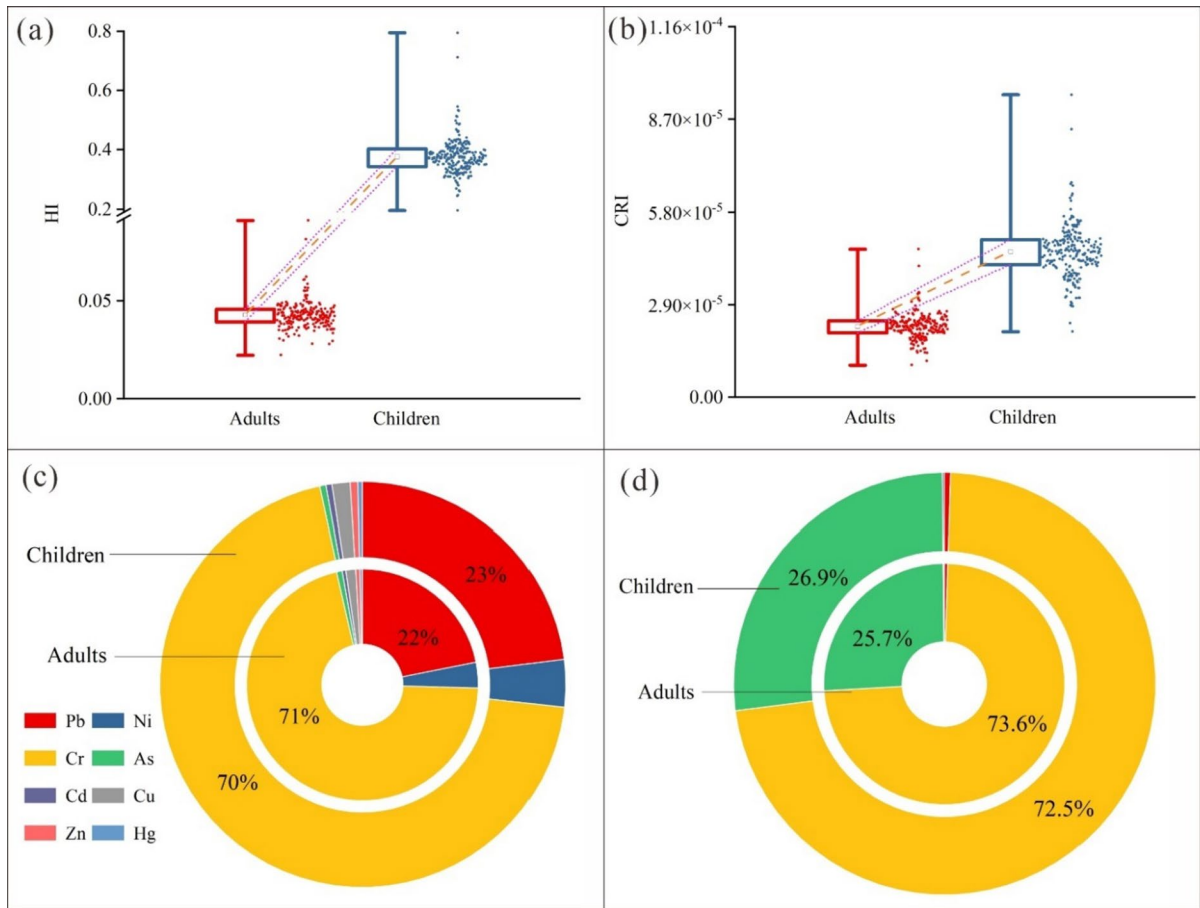 (a)
0.8
0.6
0.4
0.2
0.05
0.00
HI
Adults
Children
(b)
1.16×10⁻⁴
8.70×10⁻⁵
5.80×10⁻⁵
2.90×10⁻⁵
0.00
CRI
Adults
Children
(c)
Children
Adults
23%
22%
71%
70%
Pb Ni
Cr As
Cd Cu
Zn Hg
(d)
Children
Adults
26.9%
25.7%
73.6%
72.5%